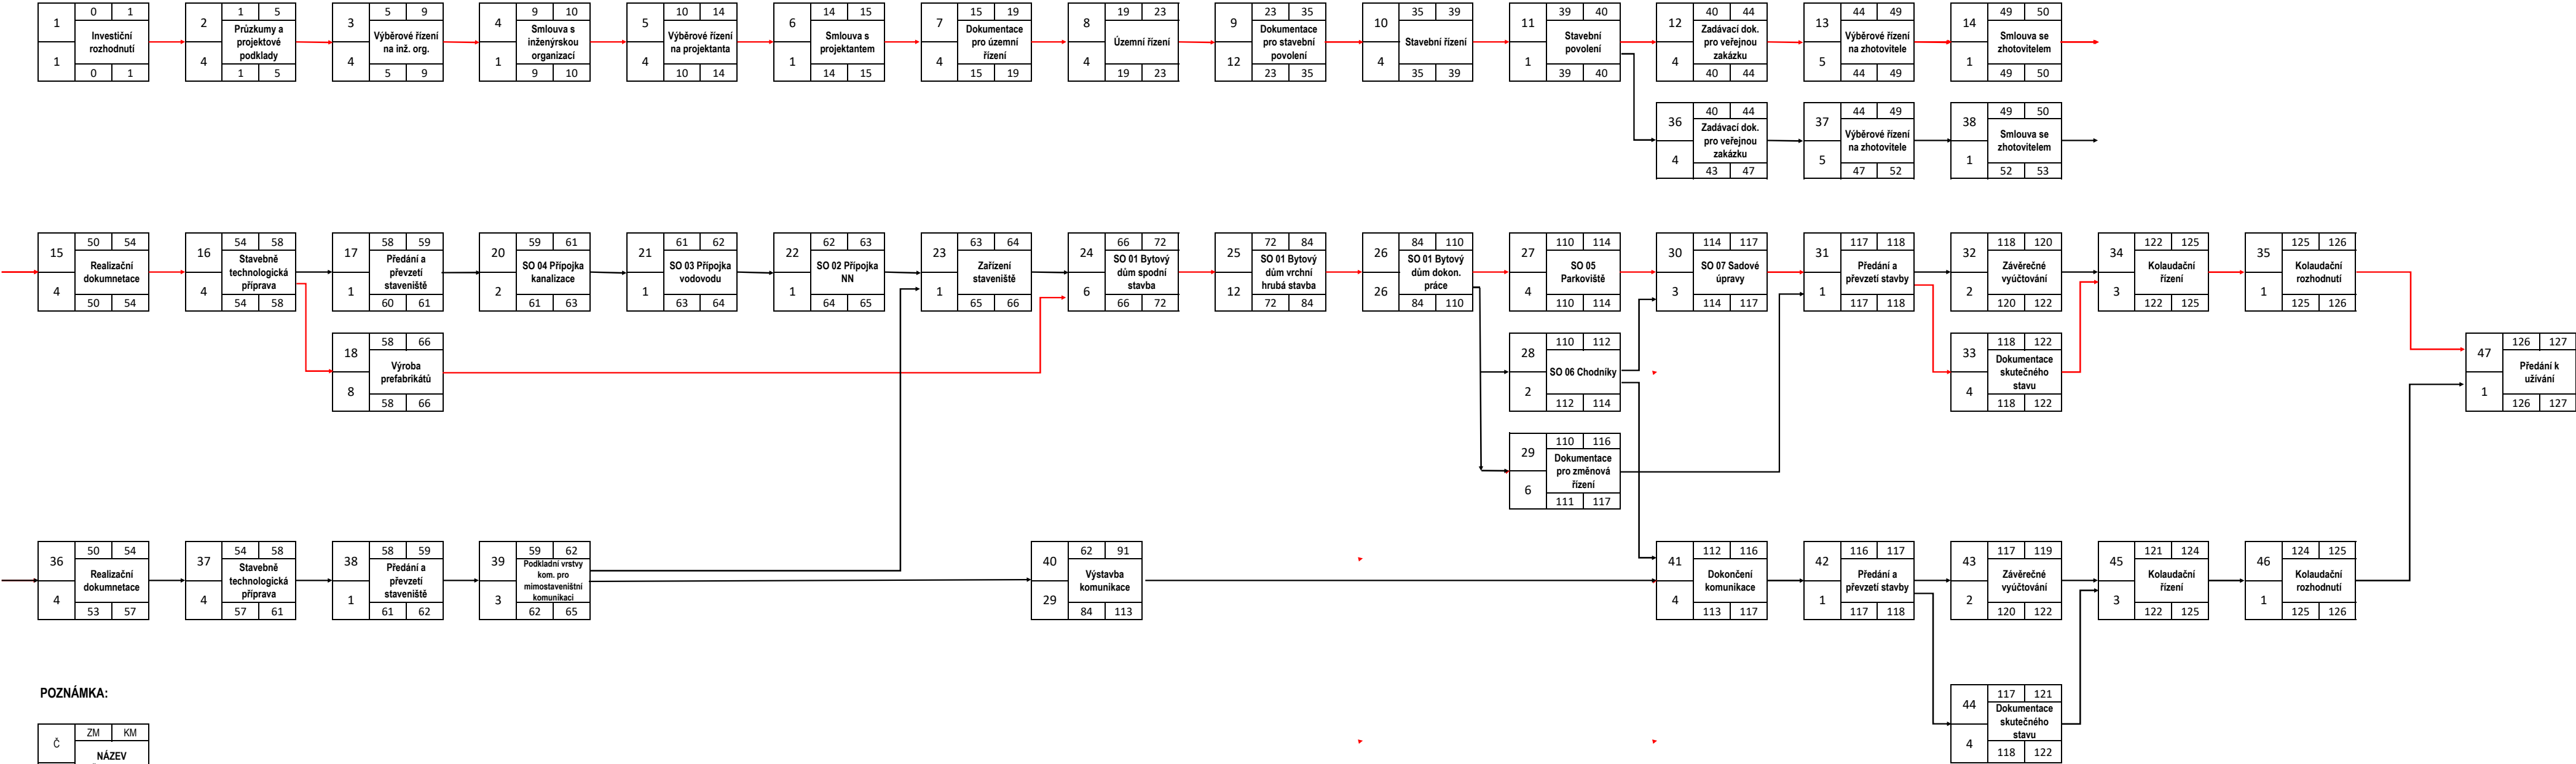 1 0 1
Investiční
rozhodnutí
1 0 1
2 1 5
Průzkumy a
projektové
podklady
4 1 5
3 5 9
Výběrové řízení
na inž. org.
4 5 9
4 9 10
Smlouva s
inženýrskou
organizací
1 9 10
5 10 14
Výběrové řízení
na projektanta
4 10 14
6 14 15
Smlouva s
projektantem
1 14 15
7 15 19
Dokumentace
pro územní
řízení
4 15 19
8 19 23
Územní řízení
4 19 23
9 23 35
Dokumentace
pro stavební
povolení
12 23 35
10 35 39
Stavební řízení
4 35 39
11 39 40
Stavební
povolení
1 39 40
12 40 44
Zadávací dok.
pro veřejnou
zakázku
4 40 44
13 44 49
Výběrové řízení
na zhotovitele
5 44 49
14 49 50
Smlouva se
zhotovitelem
1 49 50
36 40 44
Zadávací dok.
pro veřejnou
zakázku
4 43 47
37 44 49
Výběrové řízení
na zhotovitele
5 47 52
38 49 50
Smlouva se
zhotovitelem
1 52 53
15 50 54
Realizační
dokumnetace
4 50 54
16 54 58
Stavebně
technologická
příprava
4 54 58
17 58 59
Předání a
převzetí
staveniště
1 60 61
20 59 61
SO 04 Přípojka
kanalizace
2 61 63
21 61 62
SO 03 Přípojka
vodovodu
1 63 64
22 62 63
SO 02 Přípojka
NN
1 64 65
23 63 64
Zařízení
staveniště
1 65 66
24 66 72
SO 01 Bytový
dům spodní
stavba
6 66 72
25 72 84
SO 01 Bytový
dům vrchní
hrubá stavba
12 72 84
26 84 110
SO 01 Bytový
dům dokon.
práce
26 84 110
27 110 114
SO 05
Parkoviště
4 110 114
30 114 117
SO 07 Sadové
úpravy
3 114 117
31 117 118
Předání a
převzetí stavby
1 117 118
32 118 120
Závěrečné
vyúčtování
2 120 122
34 122 125
Kolaudační
řízení
3 122 125
35 125 126
Kolaudační
rozhodnutí
1 125 126
18 58 66
Výroba
prefabrikátů
8 58 66
28 110 112
SO 06 Chodníky
2 112 114
33 118 122
Dokumentace
skutečného
stavu
4 118 122
47 126 127
Předání k
užívání
1 126 127
29 110 116
Dokumentace
pro změnová
řízení
6 111 117
36 50 54
Realizační
dokumnetace
4 53 57
37 54 58
Stavebně
technologická
příprava
4 57 61
38 58 59
Předání a
převzetí
staveniště
1 61 62
39 59 62
Podkladní vrstvy
kom. pro
mimostaveništní
komunikaci
3 62 65
40 62 91
Výstavba
komunikace
29 84 113
41 112 116
Dokončení
komunikace
4 113 117
42 116 117
Předání a
převzetí stavby
1 117 118
43 117 119
Závěrečné
vyúčtování
2 120 122
45 121 124
Kolaudační
řízení
3 122 125
46 124 125
Kolaudační
rozhodnutí
1 125 126
44 117 121
Dokumentace
skutečného
stavu
4 118 122
POZNÁMKA:
Č ZM KM
NÁZEV